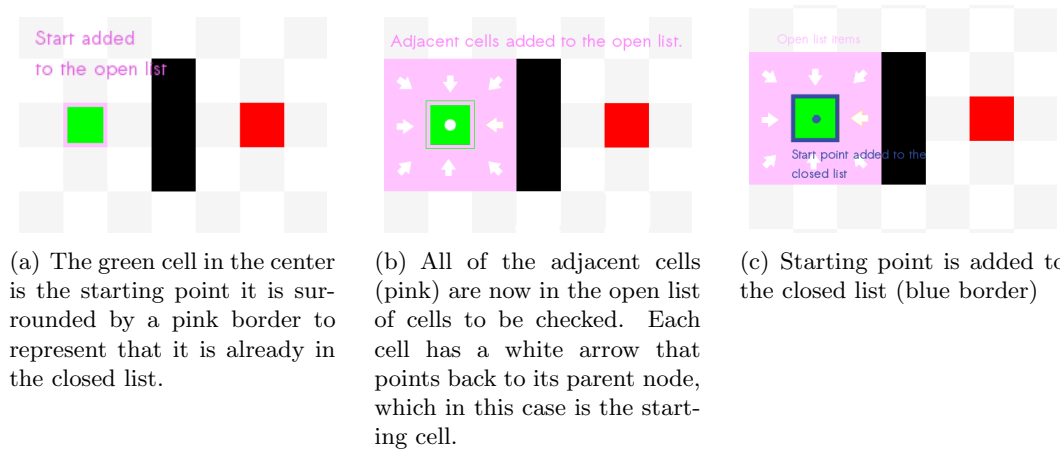 Start added
to the open list
Adjacent cells added to the open list.
Open list items
Start point added to the
closed list
(a) The green cell in the center
is the starting point it is sur-
rounded by a pink border to
represent that it is already in
the closed list.
(b) All of the adjacent cells
(pink) are now in the open list
of cells to be checked. Each
cell has a white arrow that
points back to its parent node,
which in this case is the start-
ing cell.
(c) Starting point is added to
the closed list (blue border)